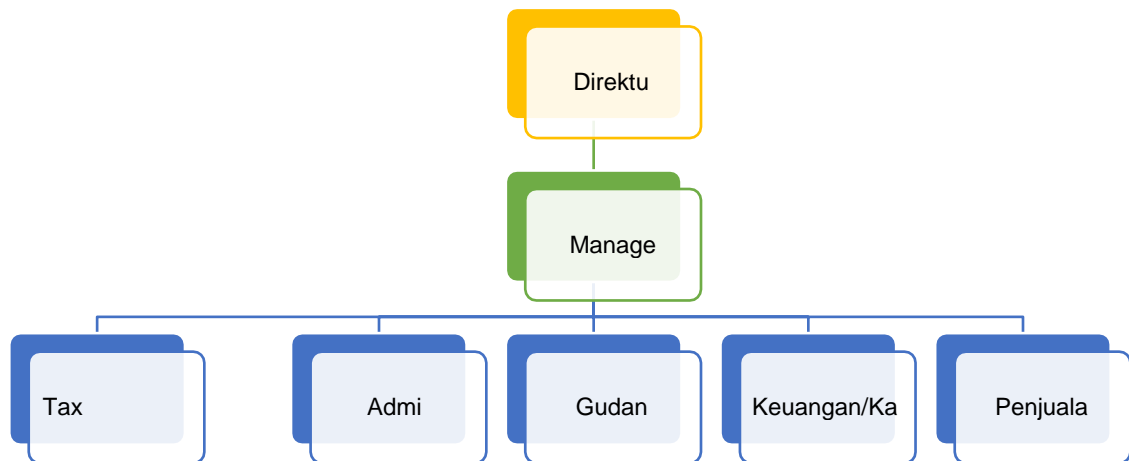 Direktu
Manage
Tax
Admi
Gudan
Keuangan/Ka
Penjuala